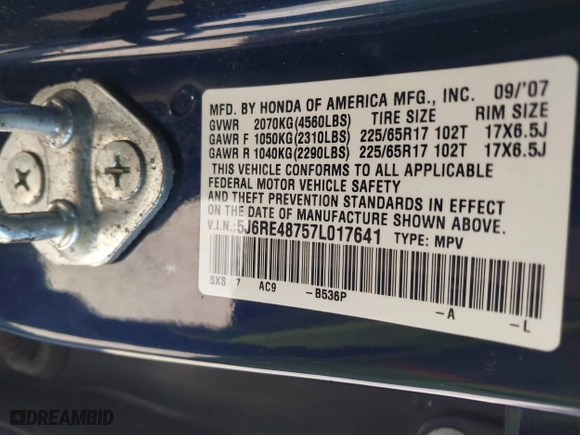 MFD. BY HONDA OF AMERICA MFG., INC. 09/'07
GVWR 2070KG(4560LBS) TIRE SIZE RIM SIZE
GAWR F 1050KG(2310LBS) 225/65R17 102T 17X6.5J
GAWR R 1040KG(2290LBS) 225/65R17 102T 17X6.5J
THIS VEHICLE CONFORMS TO ALL APPLICABLE
FEDERAL MOTOR VEHICLE SAFETY
AND THEFT PREVENTION STANDARDS IN EFFECT
ON THE DATE OF MANUFACTURE SHOWN ABOVE.
V.I.N.:5J6RE48757L017641 TYPE: MPV
SXS 7 AC9 -B536P -A -L
DREAMBID